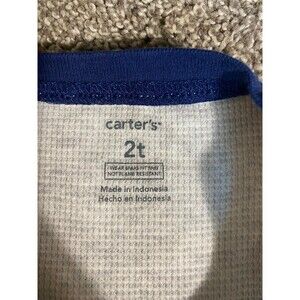 carter's
2t
WEAR SNUG FITTING
NOT FLAME RESISTANT
Made in Indonesia
Hecho en Indonesia